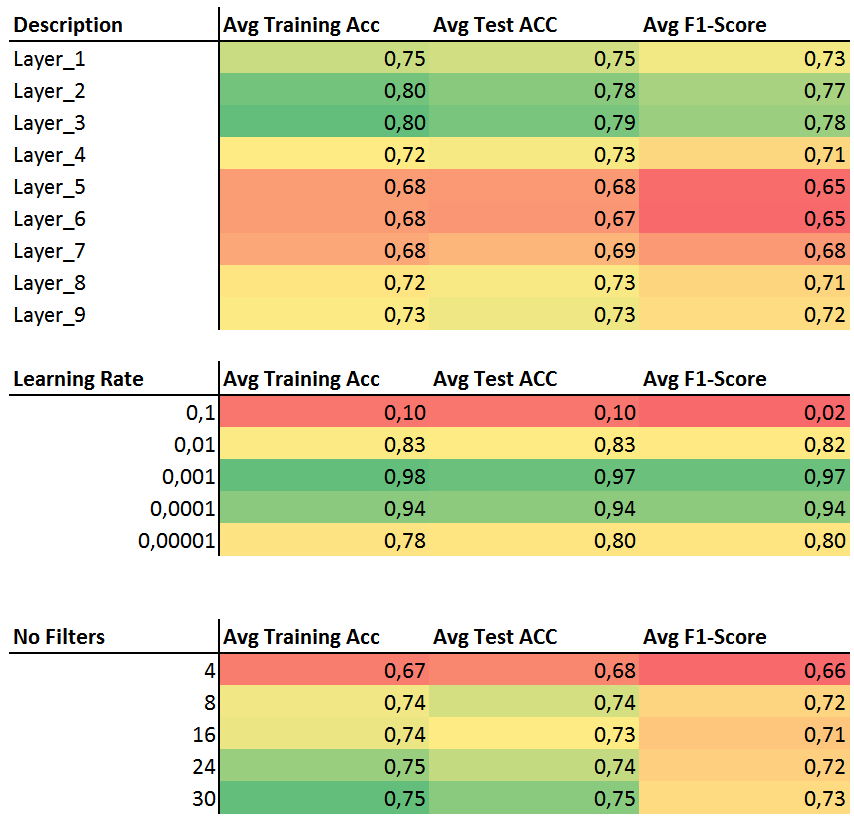 Description Avg Training Acc Avg Test ACC Avg F1-Score
Layer_1 0,75 0,75 0,73
Layer_2 0,80 0,78 0,77
Layer_3 0,80 0,79 0,78
Layer_4 0,72 0,73 0,71
Layer_5 0,68 0,68 0,65
Layer_6 0,68 0,67 0,65
Layer_7 0,68 0,69 0,68
Layer_8 0,72 0,73 0,71
Layer_9 0,73 0,73 0,72
Learning Rate Avg Training Acc Avg Test ACC Avg F1-Score
0,1 0,10 0,10 0,02
0,01 0,83 0,83 0,82
0,001 0,98 0,97 0,97
0,0001 0,94 0,94 0,94
0,00001 0,78 0,80 0,80
No Filters Avg Training Acc Avg Test ACC Avg F1-Score
4 0,67 0,68 0,66
8 0,74 0,74 0,72
16 0,74 0,73 0,71
24 0,75 0,74 0,72
30 0,75 0,75 0,73